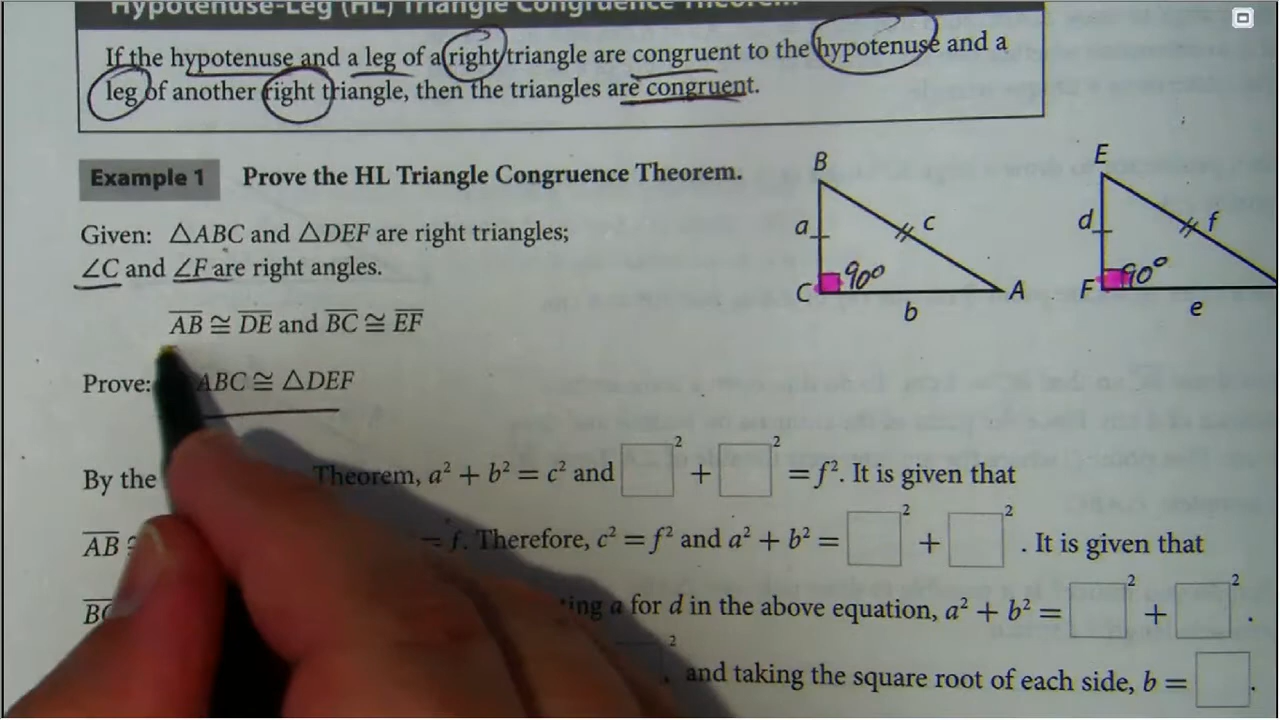 Hypotenuse-Leg (HL) Triangle Congruence Theorem
If the hypotenuse and a leg of a right triangle are congruent to the hypotenuse and a
leg of another right triangle, then the triangles are congruent.
Example 1 Prove the HL Triangle Congruence Theorem.
Given: △ABC and △DEF are right triangles;
∠C and ∠F are right angles.
AB ≅ DE and BC ≅ EF
Prove: ABC ≅ △DEF
B
a
c
C
90°
A
b
E
d
f
F
90°
e
By the Theorem, a² + b² = c² and □² + □² = f². It is given that
AB = f. Therefore, c² = f² and a² + b² = □² + □². It is given that
a for d in the above equation, a² + b² = □² + □².
², and taking the square root of each side, b = □.